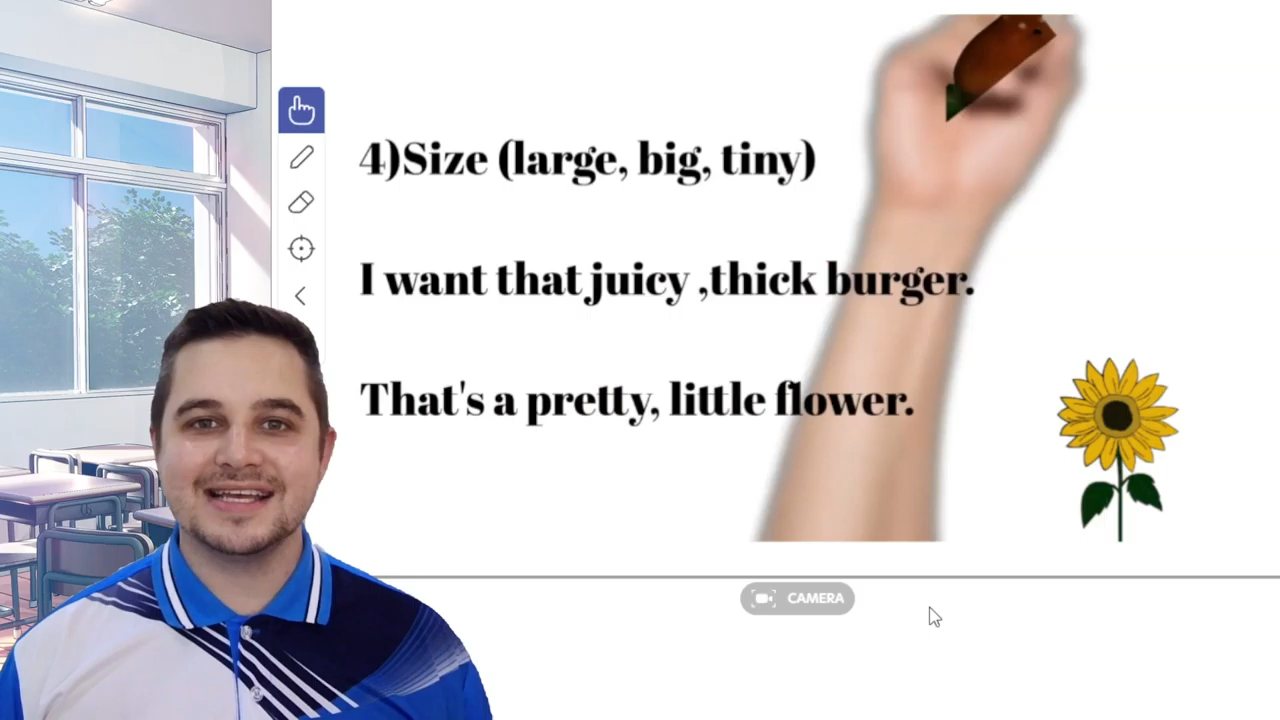 4)Size (large, big, tiny)
I want that juicy ,thick burger.
That's a pretty, little flower.
CAMERA